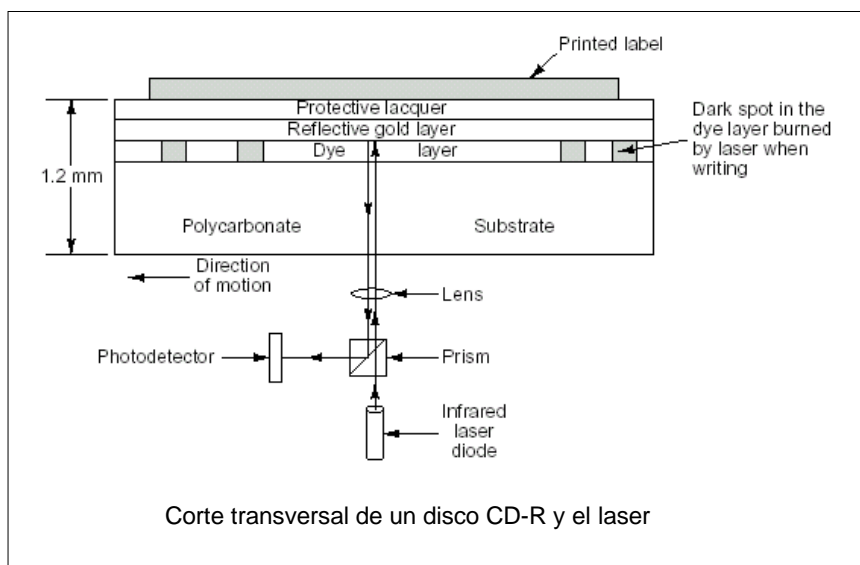 Printed label
Protective lacquer
Reflective gold layer
Dye layer
Dark spot in the
dye layer burned
by laser when
writing
1.2 mm
Polycarbonate Substrate
Direction
of motion
Lens
Photodetector
Prism
Infrared
laser
diode
Corte transversal de un disco CD-R y el laser